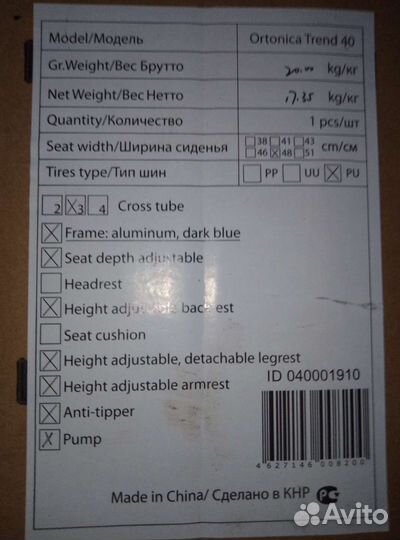 Model/Модель Ortonica Trend 40
Gr.Weight/Вес Брутто 20.00 kg/кг
Net Weight/Вес Нетто 17.35 kg/кг
Quantity/Количество 1 pcs/шт
Seat width/Ширина сиденья 38 41 43 46 48 51 cm/см
Tires type/Тип шин PP UU PU
2 3 4 Cross tube
Frame: aluminum, dark blue
Seat depth adjustable
Headrest
Height adjustable backrest
Seat cushion
Height adjustable, detachable legrest
Height adjustable armrest
Anti-tipper
Pump
ID 040001910
4 627146 008200
Made in China/ Сделано в КНР
Avito